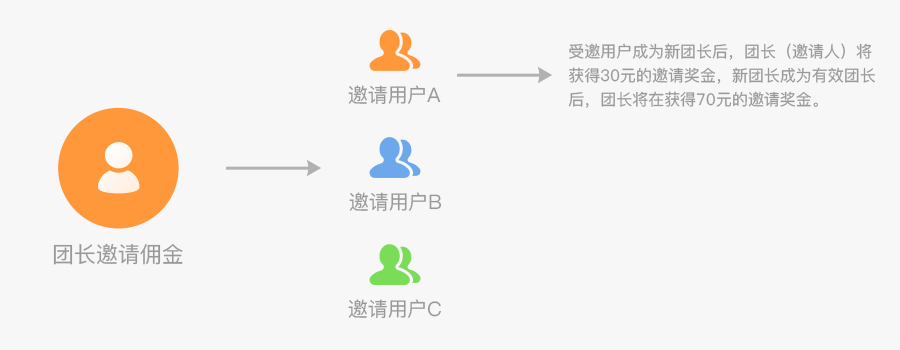 团长邀请佣金
邀请用户A
邀请用户B
邀请用户C
受邀用户成为新团长后，团长（邀请人）将
获得30元的邀请奖金，新团长成为有效团长
后，团长将在获得70元的邀请奖金。